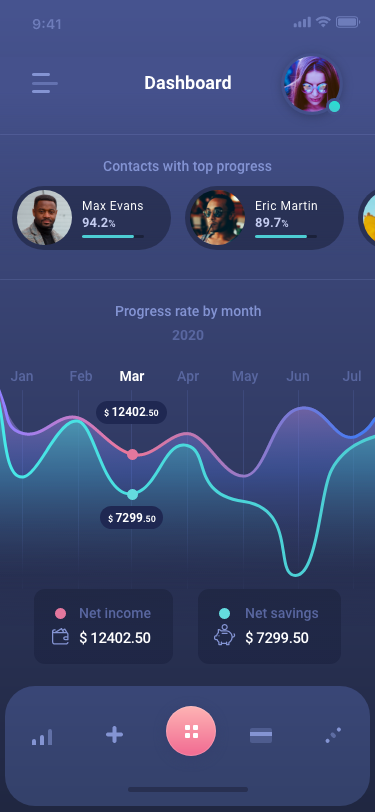 9:41
Dashboard
Contacts with top progress
Max Evans
94.2%
Eric Martin
89.7%
Progress rate by month
2020
Jan Feb Mar Apr May Jun Jul
$ 12402.50
$ 7299.50
Net income
$ 12402.50
Net savings
$ 7299.50